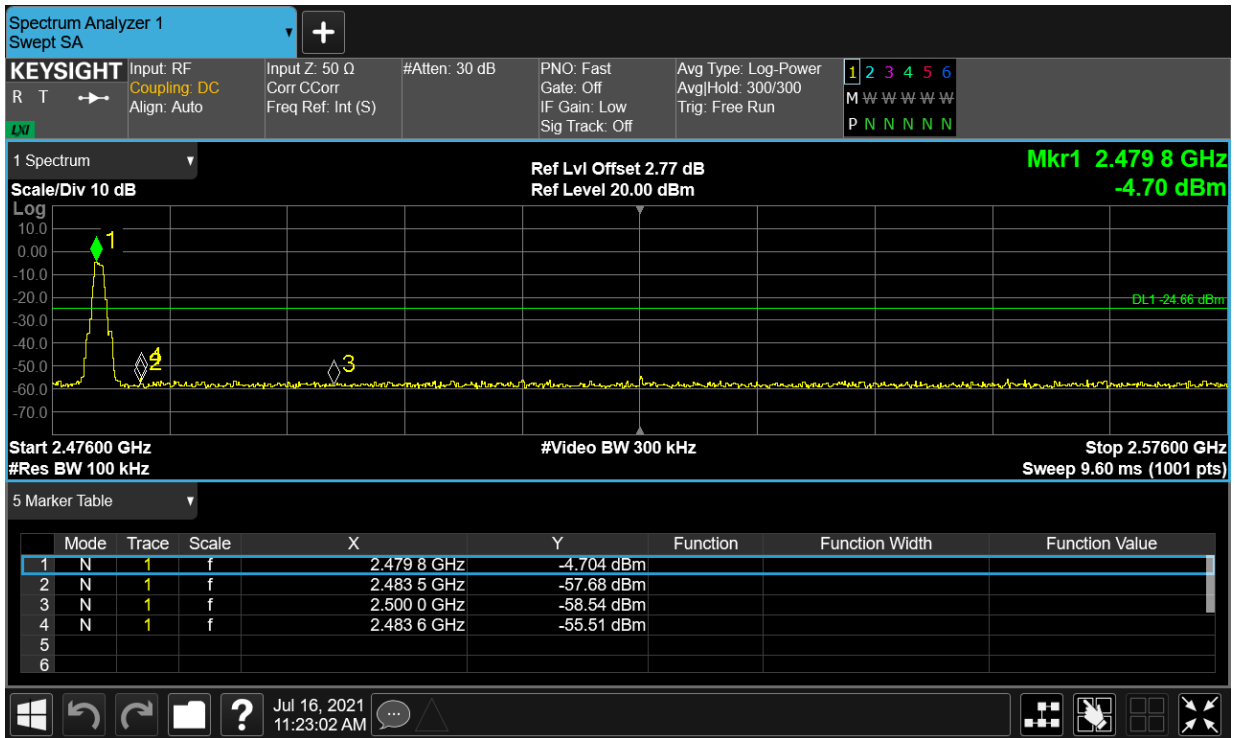 Spectrum Analyzer 1
Swept SA
+
KEYSIGHT
R T
LXI
Input: RF
Coupling: DC
Align: Auto
Input Z: 50 Ω
Corr CCorr
Freq Ref: Int (S)
#Atten: 30 dB
PNO: Fast
Gate: Off
IF Gain: Low
Sig Track: Off
Avg Type: Log-Power
Avg|Hold: 300/300
Trig: Free Run
1 2 3 4 5 6
M W W W W W
P N N N N N
1 Spectrum
Scale/Div 10 dB
Ref Lvl Offset 2.77 dB
Ref Level 20.00 dBm
Mkr1 2.479 8 GHz
-4.70 dBm
Log
10.0
0.00
-10.0
-20.0
-30.0
-40.0
-50.0
-60.0
-70.0
1
4
2
3
DL1 -24.66 dBm
Start 2.47600 GHz
#Res BW 100 kHz
#Video BW 300 kHz
Stop 2.57600 GHz
Sweep 9.60 ms (1001 pts)
5 Marker Table
Mode Trace Scale X Y Function Function Width Function Value
1 N 1 f 2.479 8 GHz -4.704 dBm
2 N 1 f 2.483 5 GHz -57.68 dBm
3 N 1 f 2.500 0 GHz -58.54 dBm
4 N 1 f 2.483 6 GHz -55.51 dBm
5
6
?
Jul 16, 2021
11:23:02 AM